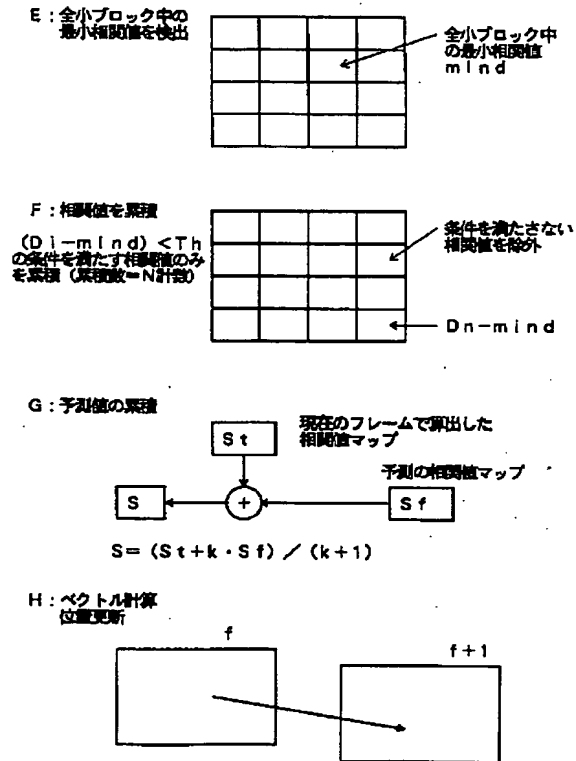 E：全小ブロック中の
最小相関値を検出
全小ブロック中
の最小相関値
mind
F：相関値を累積
(Di－mind)＜Th
の条件を満たす相関値のみ
を累積（累積数＝N計数）
条件を満たさない
相関値を除外
Dn－mind
G：予測値の累積
St
現在のフレームで算出した
相関値マップ
予測の相関値マップ
S
＋
Sf
S＝(St＋k・Sf)／(k＋1)
H：ベクトル計算
位置更新
f
f＋1